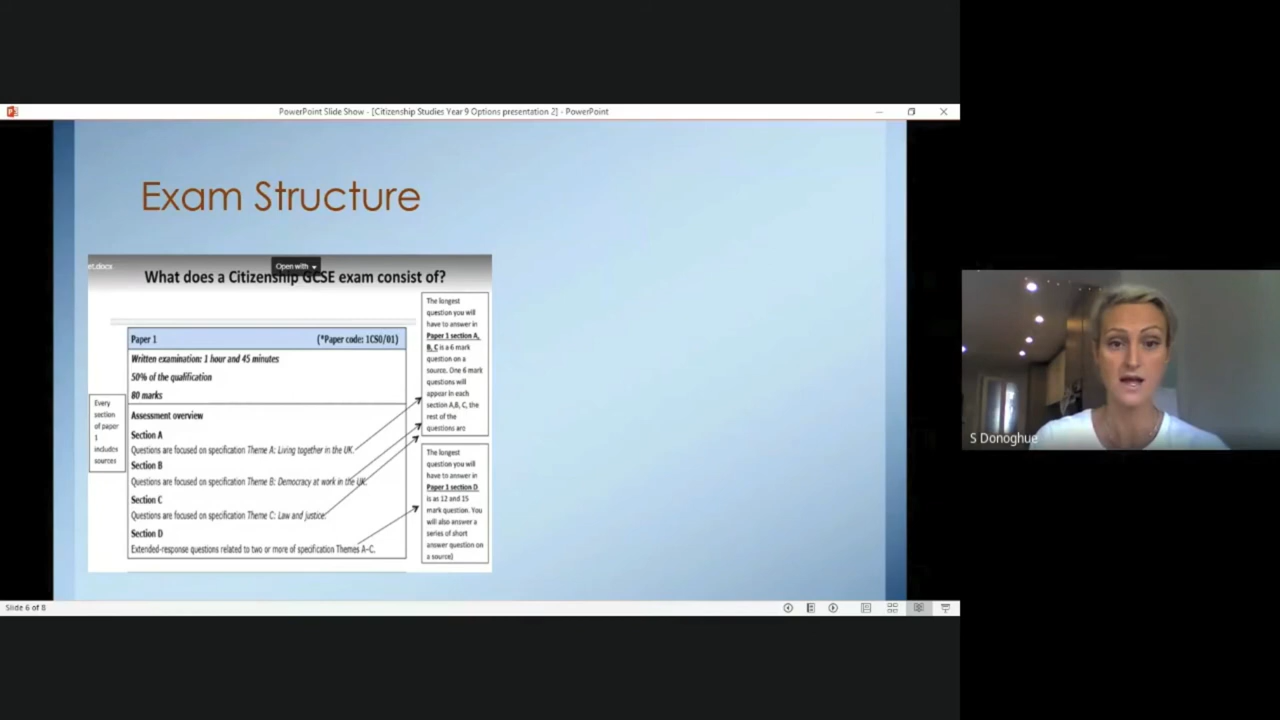 PowerPoint Slide Show - [Citizenship Studies Year 9 Options presentation 2] - PowerPoint
Exam Structure
et.docx
Open with
What does a Citizenship GCSE exam consist of?
Paper 1 (*Paper code: 1CS0/01)
Written examination: 1 hour and 45 minutes
50% of the qualification
80 marks
Assessment overview
Section A
Questions are focused on specification Theme A: Living together in the UK.
Section B
Questions are focused on specification Theme B: Democracy at work in the UK.
Section C
Questions are focused on specification Theme C: Law and justice.
Section D
Extended-response questions related to two or more of specification Themes A–C.
Every
section
of paper
1
includes
sources
The longest
question you will
have to answer in
Paper 1 section A,
B, C is a 6 mark
question on a
source. One 6 mark
questions will
appear in each
section A,B, C, the
rest of the
questions are
The longest
question you will
have to answer in
Paper 1 section D
is as 12 and 15
mark question. You
will also answer a
series of short
answer question on
a source)
S Donoghue
Slide 6 of 8